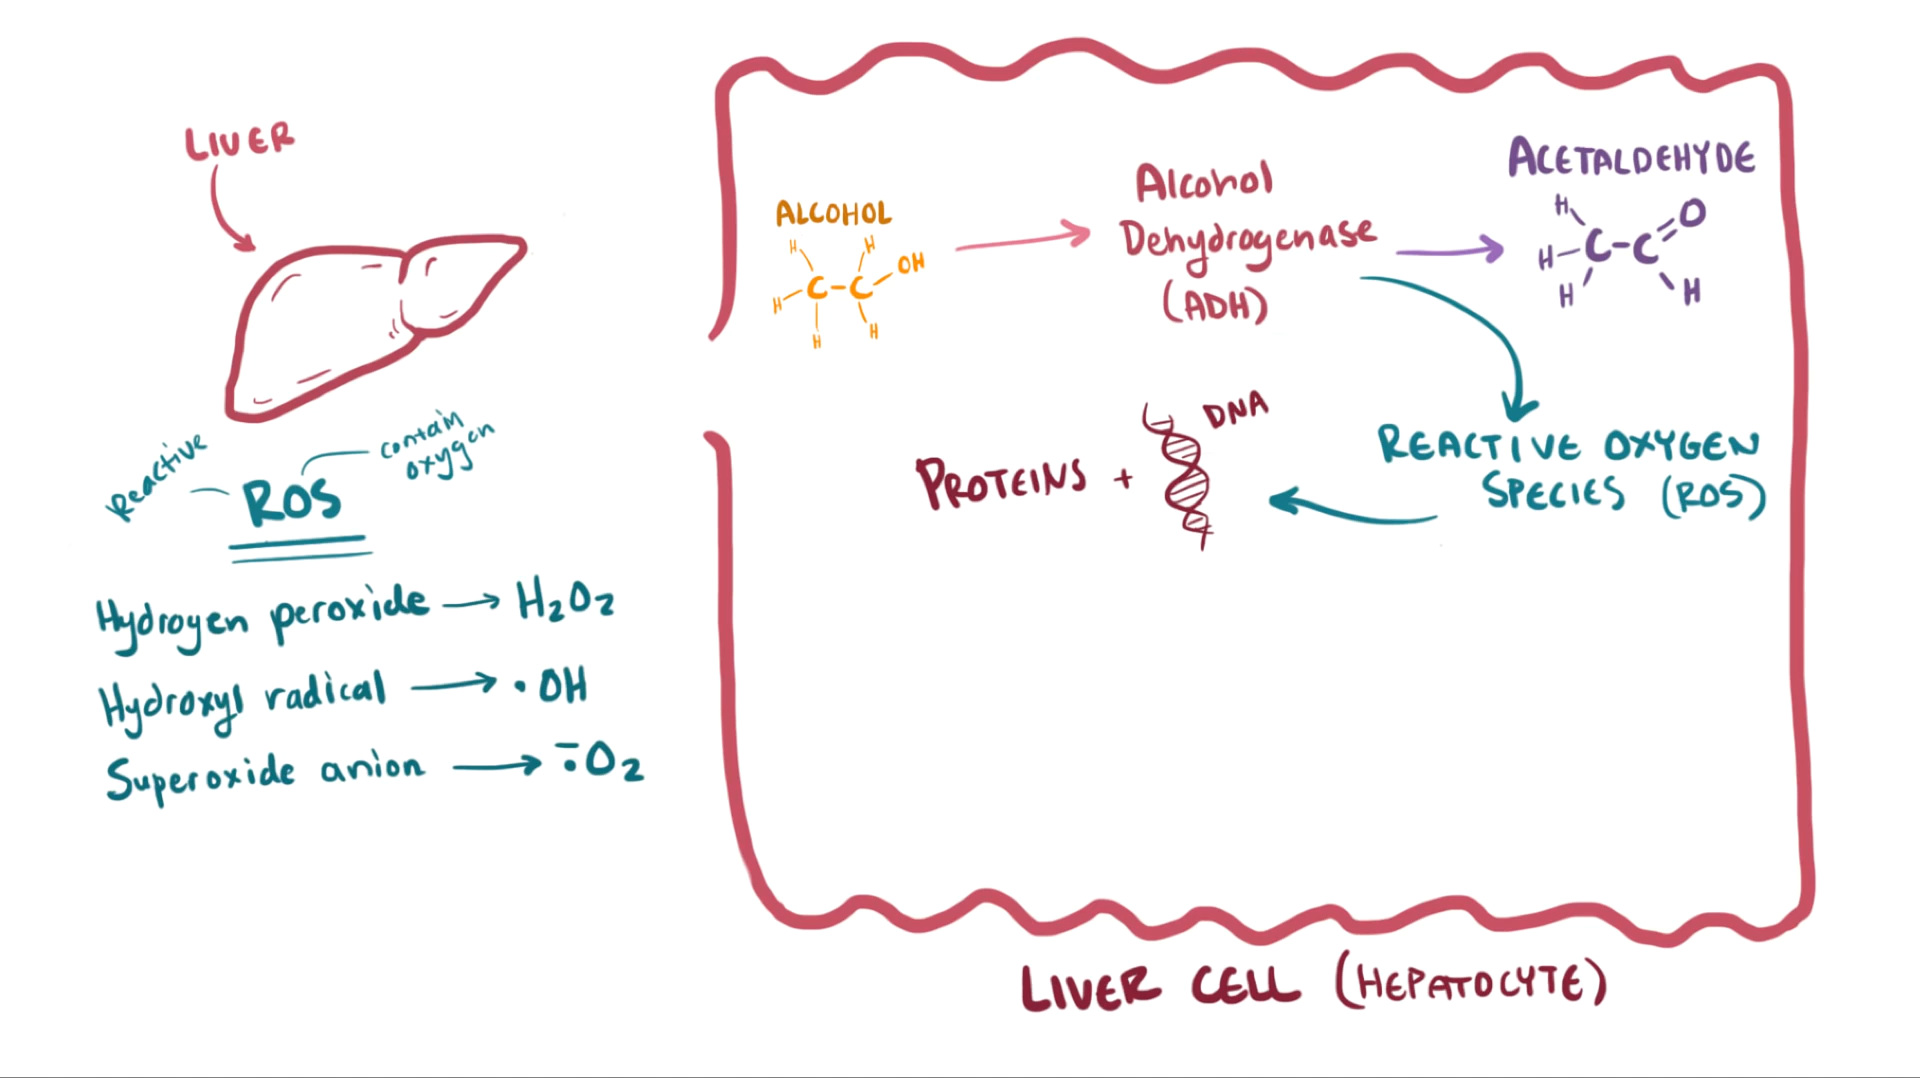 LIVER
Reactive
contain
oxygen
ROS
Hydrogen peroxide → H₂O₂
Hydroxyl radical → •OH
Superoxide anion → ⁻•O₂
ALCOHOL
H H
OH
H C-C
H H
Alcohol
Dehydrogenase
(ADH)
ACETALDEHYDE
H O
H-C-C
H H
REACTIVE OXYGEN
SPECIES (ROS)
DNA
PROTEINS +
LIVER CELL (HEPATOCYTE)